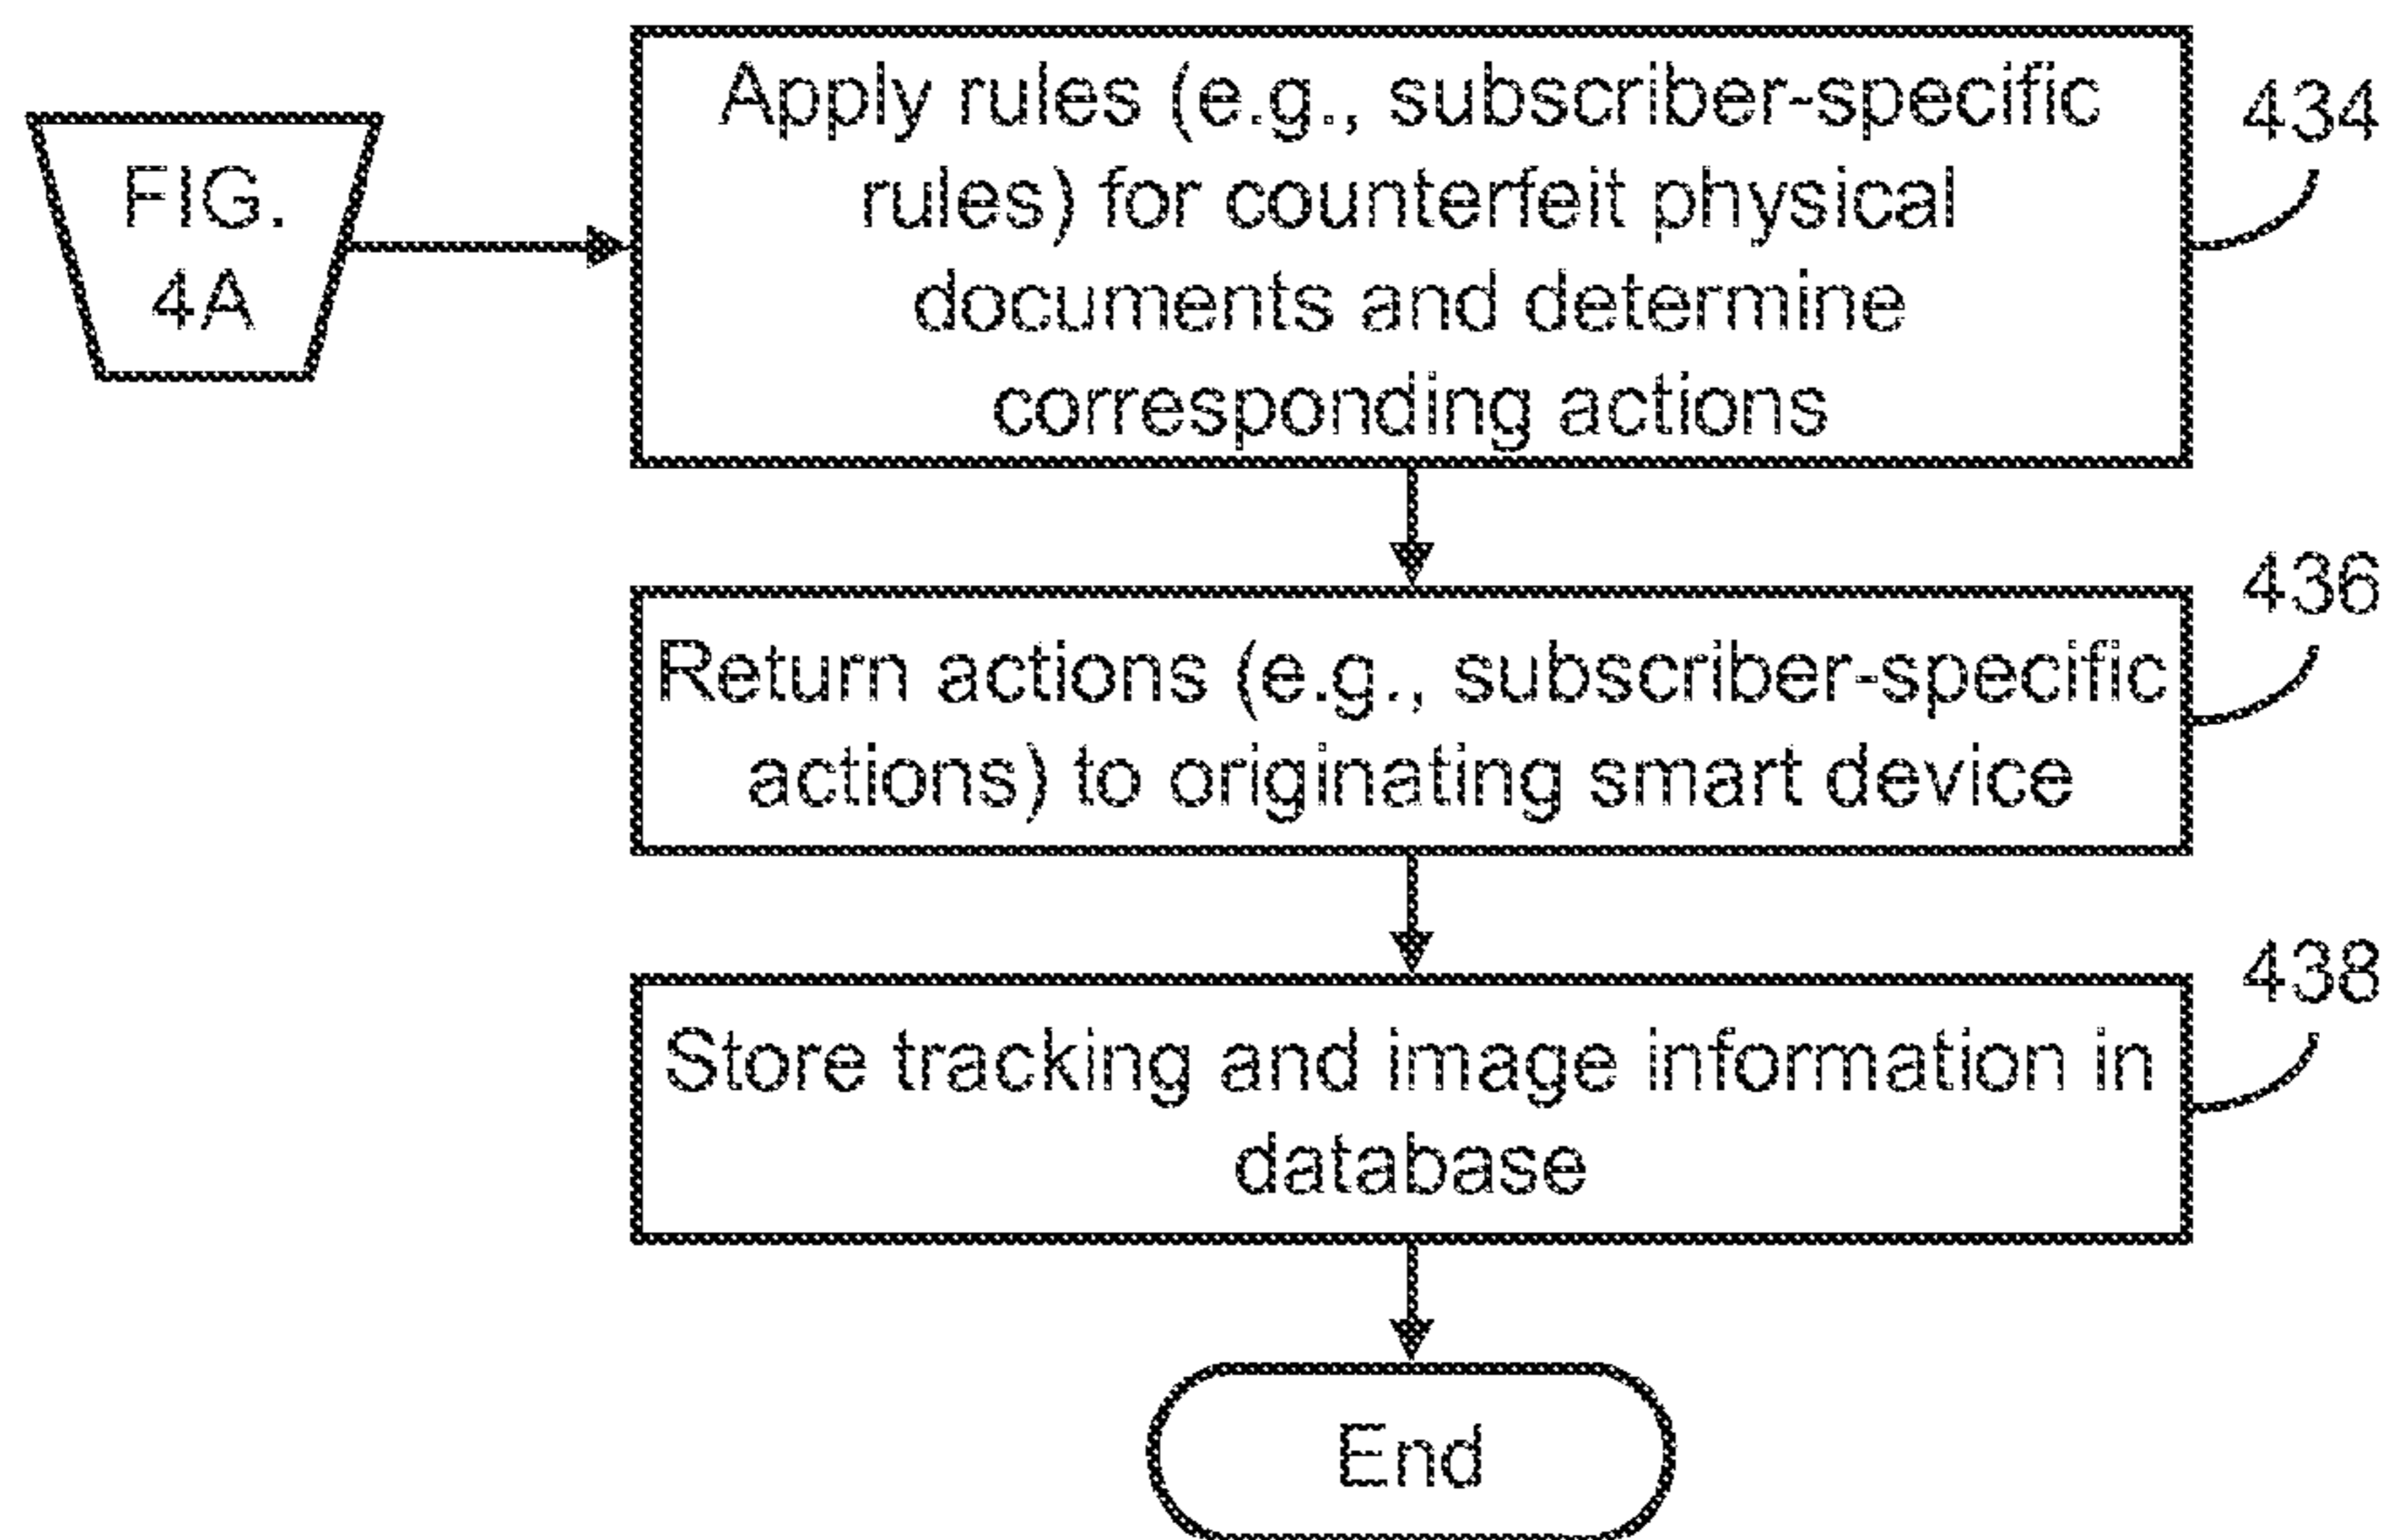 FIG.
4A
Apply rules (e.g., subscriber-specific
rules) for counterfeit physical
documents and determine
corresponding actions
434
Return actions (e.g., subscriber-specific
actions) to originating smart device
436
Store tracking and image information in
database
438
End